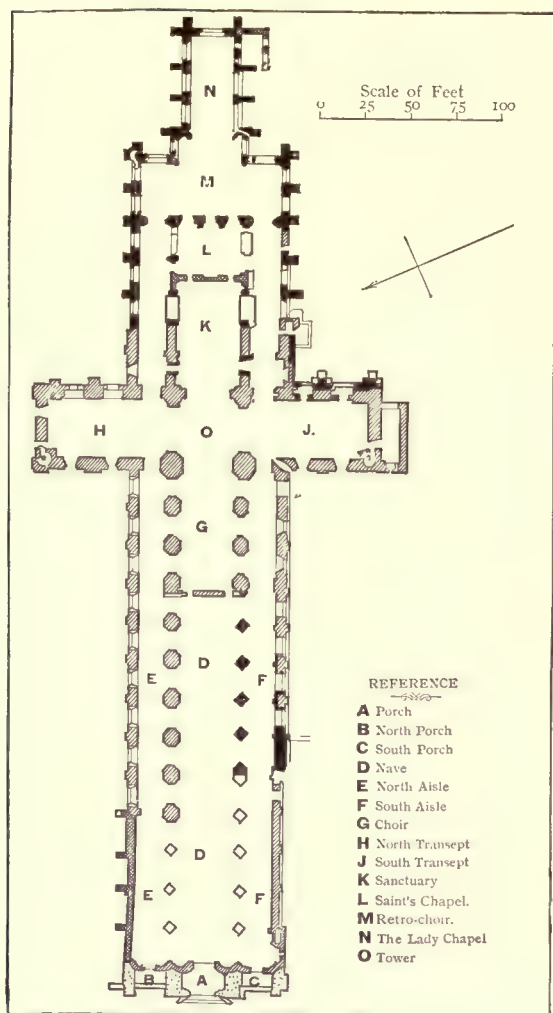 N
Scale of Feet
0 25 50 75 100
M
L
K
H O J.
G
E D F
D
E F
B A C
REFERENCE
A Porch
B North Porch
C South Porch
D Nave
E North Aisle
F South Aisle
G Choir
H North Transept
J South Transept
K Sanctuary
L Saint's Chapel.
M Retro-choir.
N The Lady Chapel
O Tower